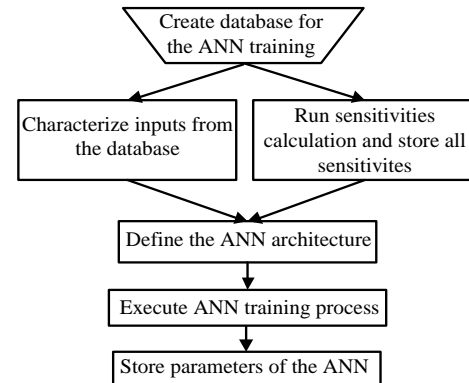 Create database for
the ANN training
Characterize inputs from
the database
Run sensitivities
calculation and store all
sensitivites
Define the ANN architecture
Execute ANN training process
Store parameters of the ANN